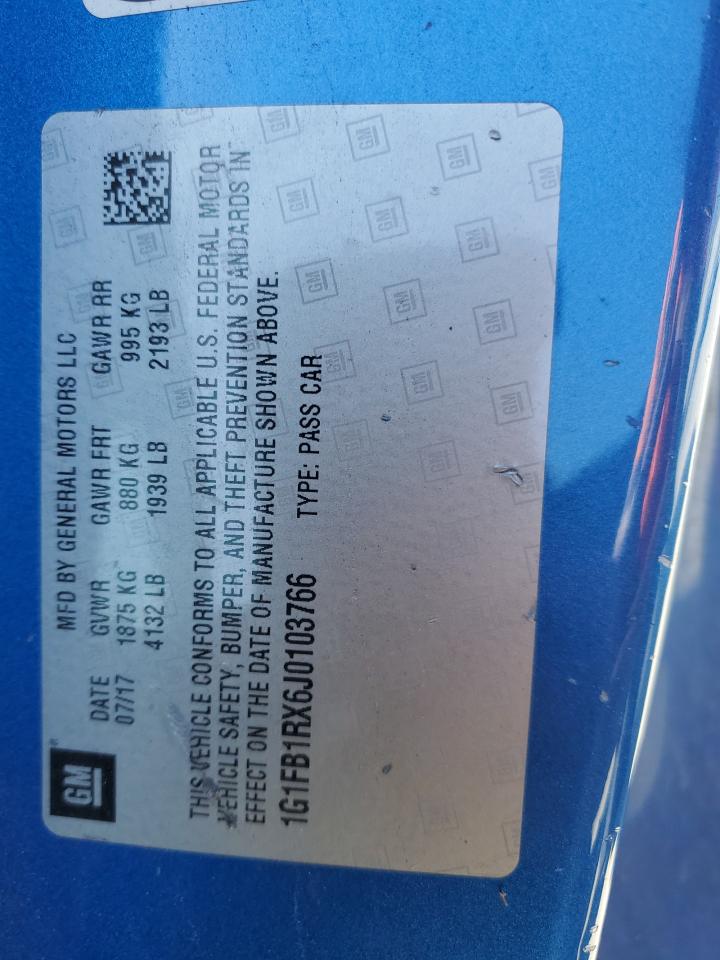 GM
MFD BY GENERAL MOTORS LLC
DATE GVWR GAWR FRT GAWR RR
07/17 1875 KG 880 KG 995 KG
4132 LB 1939 LB 2193 LB
THIS VEHICLE CONFORMS TO ALL APPLICABLE U.S. FEDERAL MOTOR
VEHICLE SAFETY, BUMPER, AND THEFT PREVENTION STANDARDS IN
EFFECT ON THE DATE OF MANUFACTURE SHOWN ABOVE.
1G1FB1RX6J0103766 TYPE: PASS CAR